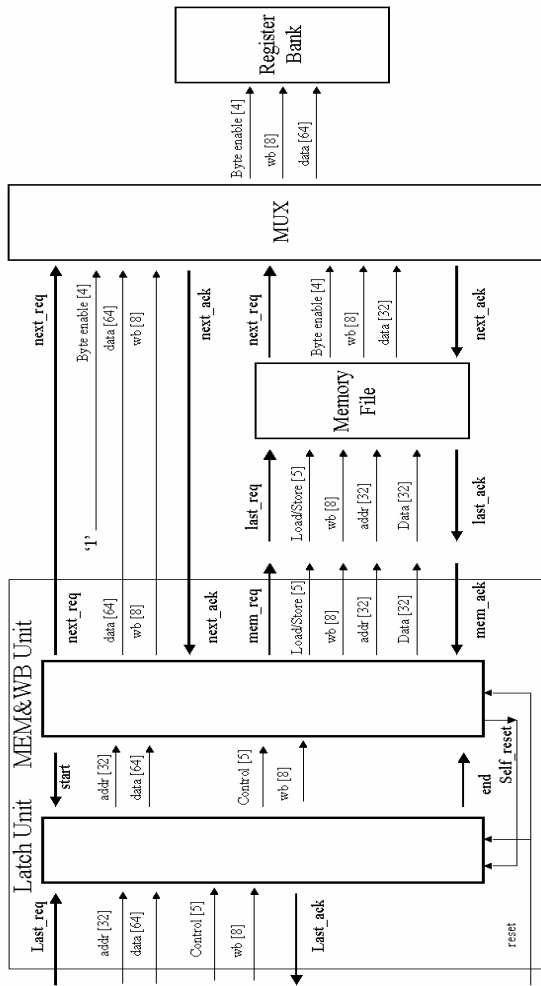 Latch Unit
MEM&WB Unit
Last_req
addr [32]
data [64]
Control [5]
wb [8]
Last_ack
reset
start
addr [32]
data [64]
Control [5]
wb [8]
end
Self_reset
next_req
data [64]
wb [8]
next_ack
mem_req
Load/Store [5]
wb [8]
addr [32]
Data [32]
mem_ack
'1'
last_req
Load/Store [5]
wb [8]
addr [32]
Data [32]
last_ack
Memory
File
next_req
Byte enable [4]
data [64]
wb [8]
next_ack
next_req
Byte enable [4]
wb [8]
data [32]
next_ack
MUX
Byte enable [4]
wb [8]
data [64]
Register
Bank